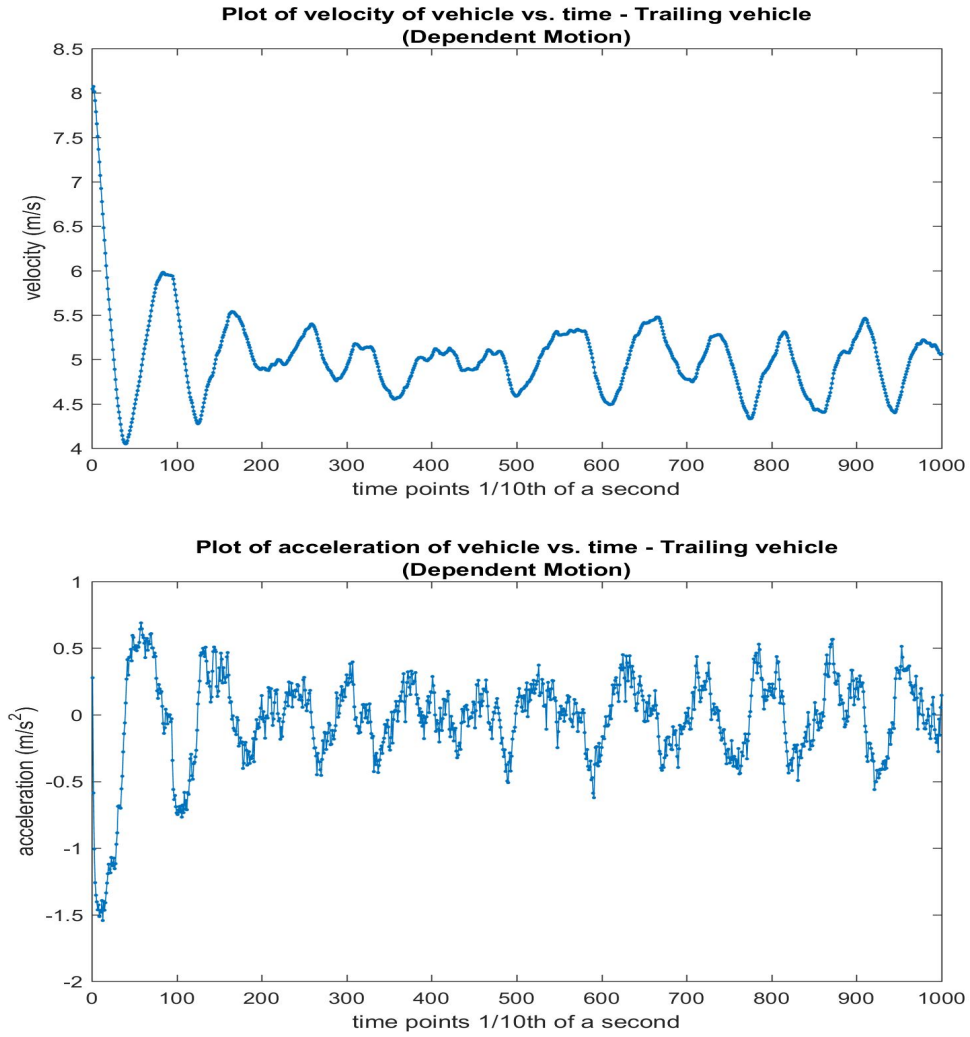 Plot of velocity of vehicle vs. time - Trailing vehicle
(Dependent Motion)
8.5
8
7.5
7
6.5
6
5.5
5
4.5
4
velocity (m/s)
0 100 200 300 400 500 600 700 800 900 1000
time points 1/10th of a second
Plot of acceleration of vehicle vs. time - Trailing vehicle
(Dependent Motion)
1
0.5
0
-0.5
-1
-1.5
-2
acceleration (m/s²)
0 100 200 300 400 500 600 700 800 900 1000
time points 1/10th of a second